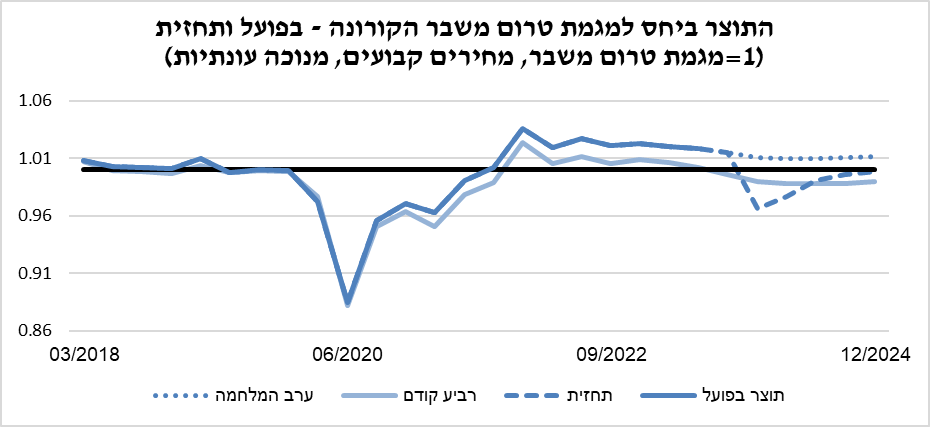 התוצר ביחס למגמת טרום משבר הקורונה - בפועל ותחזית
(1=מגמת טרום משבר, מחירים קבועים, מנוכה עונתיות)
1.06
1.01
0.96
0.91
0.86
03/2018 06/2020 09/2022 12/2024
תוצר בפועל תחזית רביע קודם ערב המלחמה